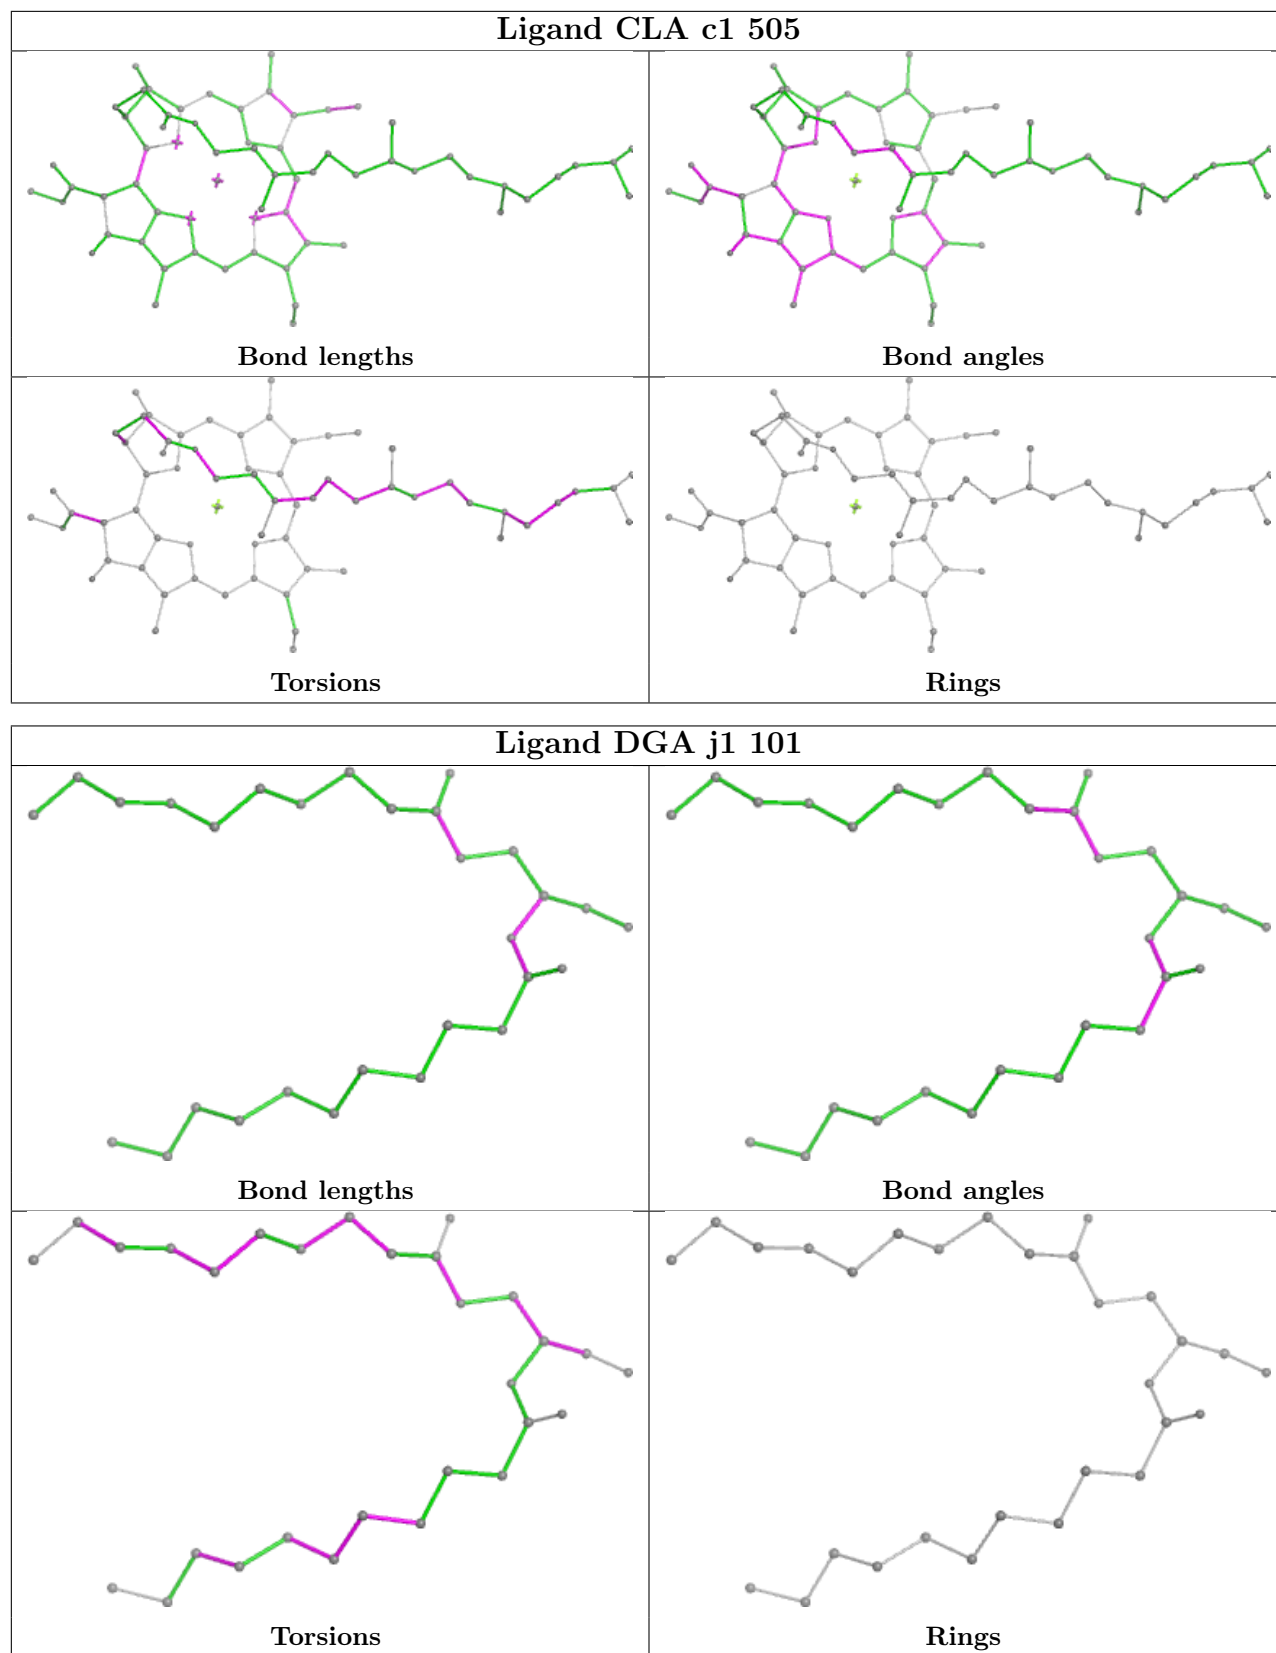 Ligand CLA c1 505
Bond lengths
Bond angles
Torsions
Rings
Ligand DGA j1 101
Bond lengths
Bond angles
Torsions
Rings